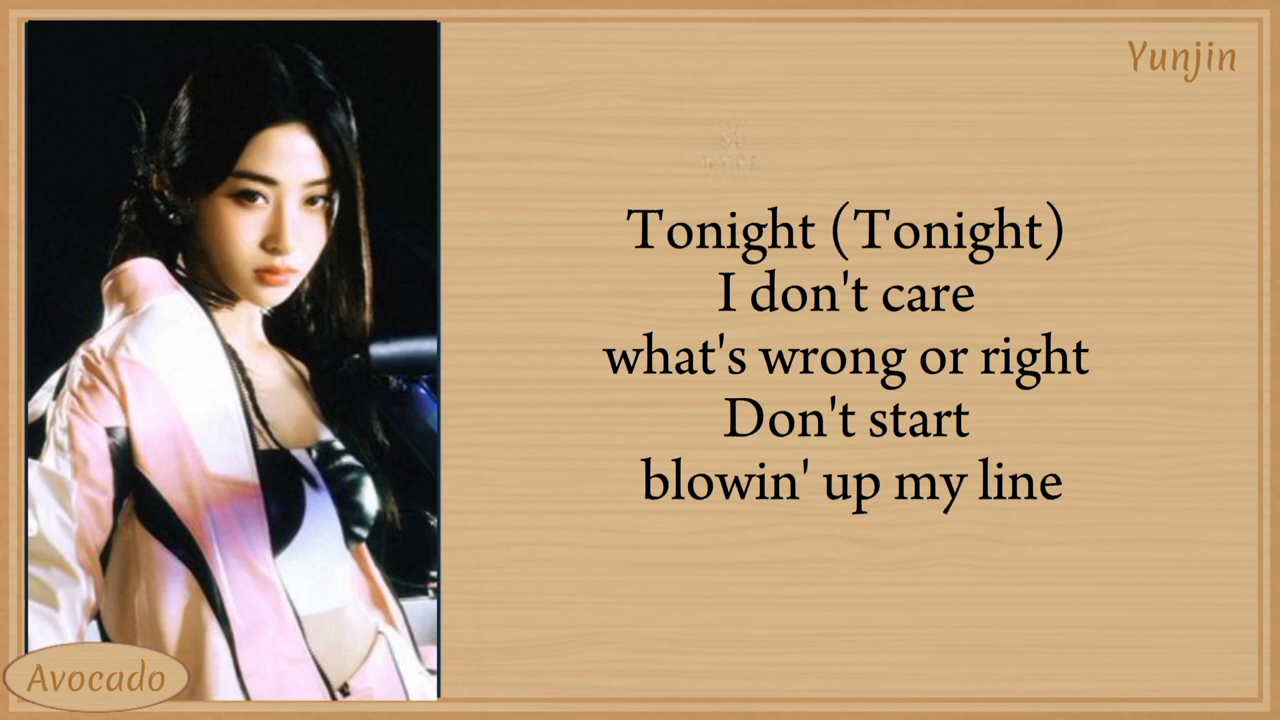 Yunjin
Tonight (Tonight)
I don't care
what's wrong or right
Don't start
blowin' up my line
Avocado